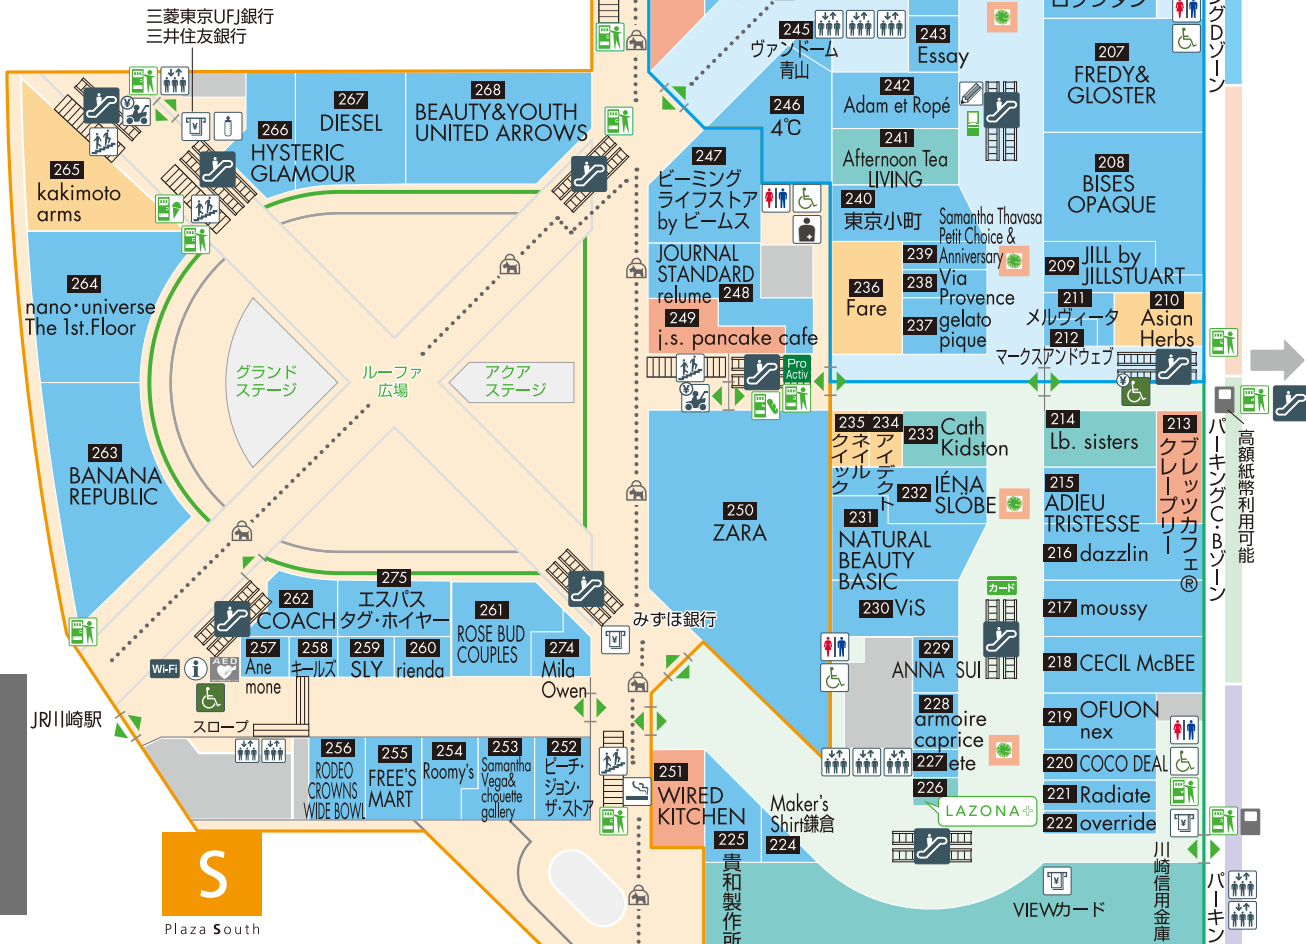 三菱東京UFJ銀行
三井住友銀行
265
kakimoto
arms
266
HYSTERIC
GLAMOUR
267
DIESEL
268
BEAUTY&YOUTH
UNITED ARROWS
264
nano・universe
The 1st.Floor
263
BANANA
REPUBLIC
グランド
ステージ
ルーファ
広場
アクア
ステージ
245
ヴァンドーム
青山
243
Essay
246
4℃
242
Adam et Ropé
241
Afternoon Tea
LIVING
207
FREDY&
GLOSTER
208
BISES
OPAQUE
247
ビーミング
ライフストア
by ビームス
JOURNAL
STANDARD
relume
248
249
j.s. pancake cafe
Pro
Activ
240
東京小町
Samantha Thavasa
Petit Choice &
Anniversary
239
238
Via
Provence
237
gelato
pique
236
Fare
209
JILL by
JILLSTUART
211
メルヴィータ
212
マークスアンドウェブ
210
Asian
Herbs
グDゾーン
250
ZARA
235
クイック
ネイル
234
アイデクト
233
Cath
Kidston
232
IÉNA
SLŌBE
231
NATURAL
BEAUTY
BASIC
230
ViS
229
ANNA SUI
228
armoire
caprice
227
ete
226
LAZONA
カード
214
Lb. sisters
213
ブレッツカフェ®
クレープリー
215
ADIEU
TRISTESSE
216
dazzlin
217
moussy
218
CECIL McBEE
219
OFUON
nex
220
COCO DEAL
221
Radiate
222
override
パーキングC・Bゾーン
高額紙幣利用可能
262
COACH
275
エスパス
タグ・ホイヤー
261
ROSE BUD
COUPLES
274
Mila
Owen
257
Ane
mone
258
キールズ
259
SLY
260
rienda
みずほ銀行
Wi-Fi
i
AED
スロープ
JR川崎駅
256
RODEO
CROWNS
WIDE BOWL
255
FREE'S
MART
254
Roomy's
253
Samantha
Vega&
chouette
gallery
252
ピーチ・
ジョン・
ザ・ストア
251
WIRED
KITCHEN
225
貴和製作所
Maker's
Shirt鎌倉
224
VIEWカード
川崎信用金庫
パーキン
S
Plaza South